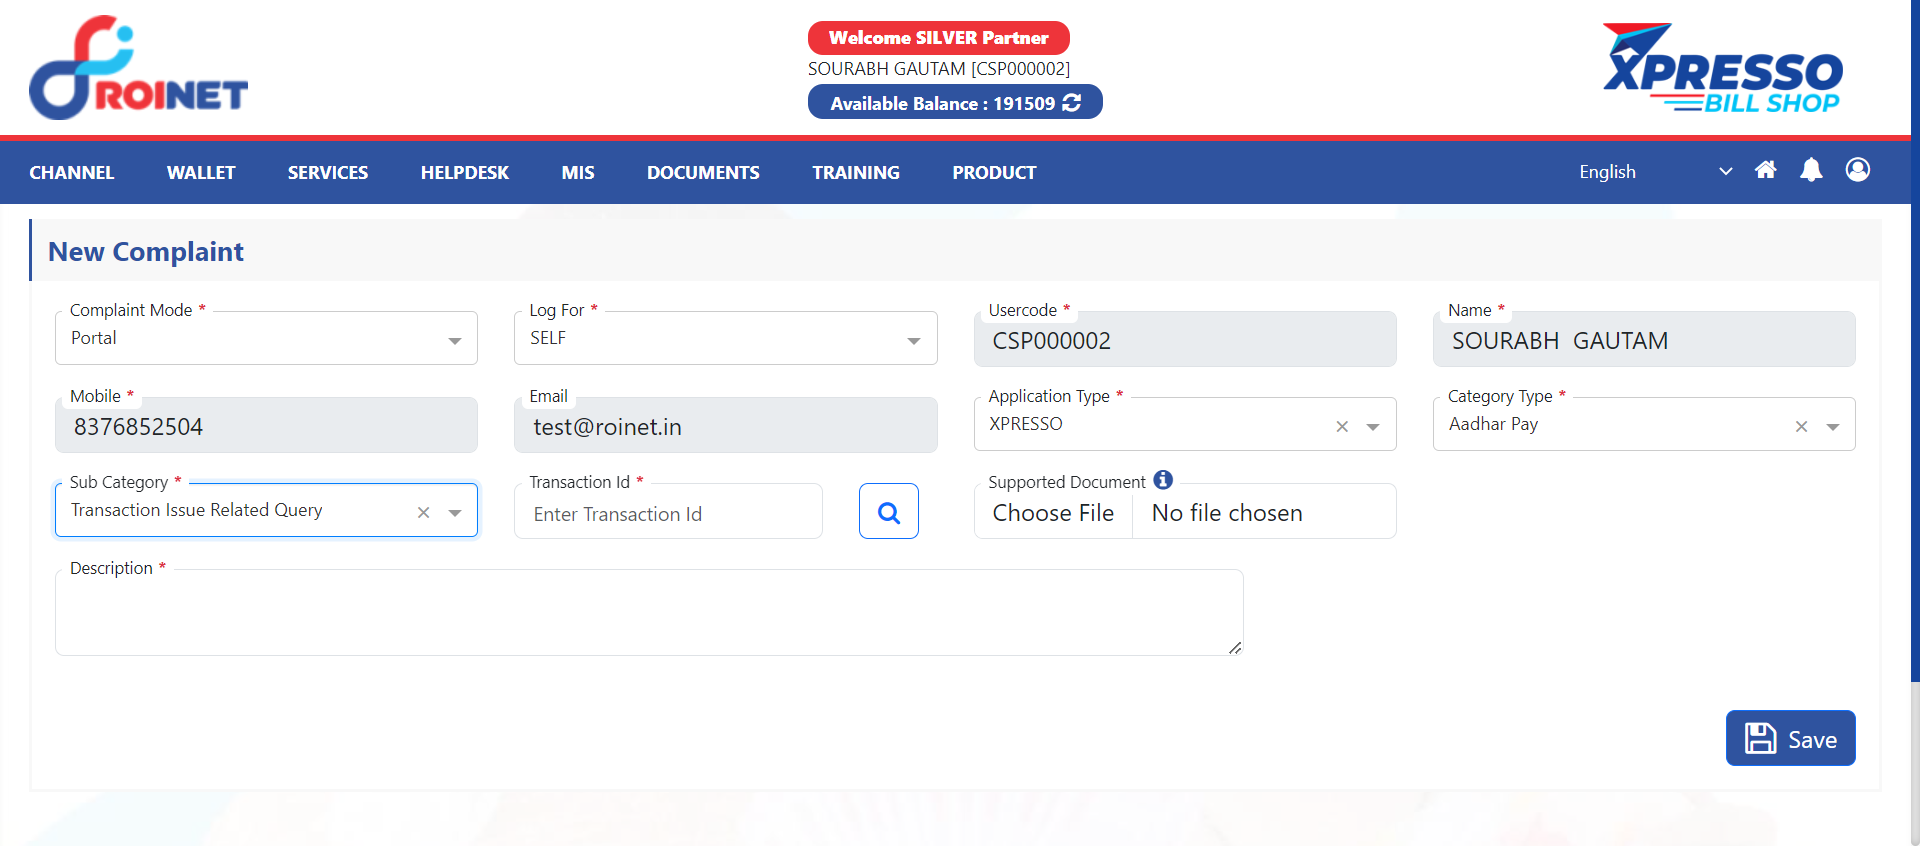 ROINET
Welcome SILVER Partner
SOURABH GAUTAM [CSP000002]
Available Balance : 191509
XPRESSO
BILL SHOP
CHANNEL WALLET SERVICES HELPDESK MIS DOCUMENTS TRAINING PRODUCT English
New Complaint
Complaint Mode * Log For * Usercode * Name *
Portal SELF CSP000002 SOURABH GAUTAM
Mobile * Email Application Type * Category Type *
8376852504 test@roinet.in XPRESSO Aadhar Pay
Sub Category * Transaction Id * Supported Document
Transaction Issue Related Query Enter Transaction Id Choose File No file chosen
Description *
Save